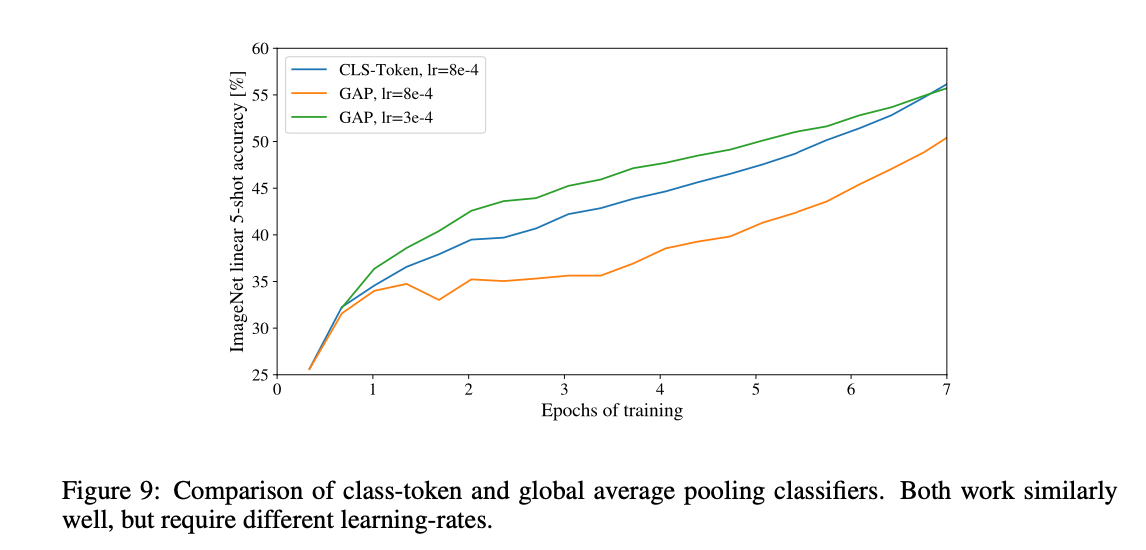 60
55
50
45
40
35
30
25
ImageNet linear 5-shot accuracy [%]
CLS-Token, lr=8e-4
GAP, lr=8e-4
GAP, lr=3e-4
0 1 2 3 4 5 6 7
Epochs of training
Figure 9: Comparison of class-token and global average pooling classifiers. Both work similarly
well, but require different learning-rates.